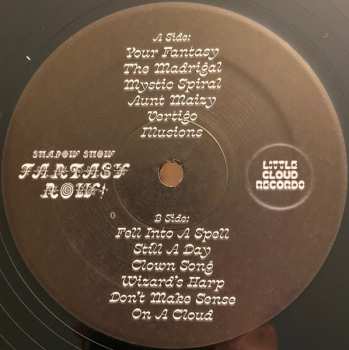 A Side:
Your Fantasy
The Madrigal
Mystic Spiral
Aunt Maizy
Vertigo
Illusions
SHADOW SHOW
FANTASY
NOW!
LITTLE
CLOUD
RECORDS
B Side:
Fell Into A Spell
Still A Day
Clown Song
Wizard's Harp
Don't Make Sense
On A Cloud